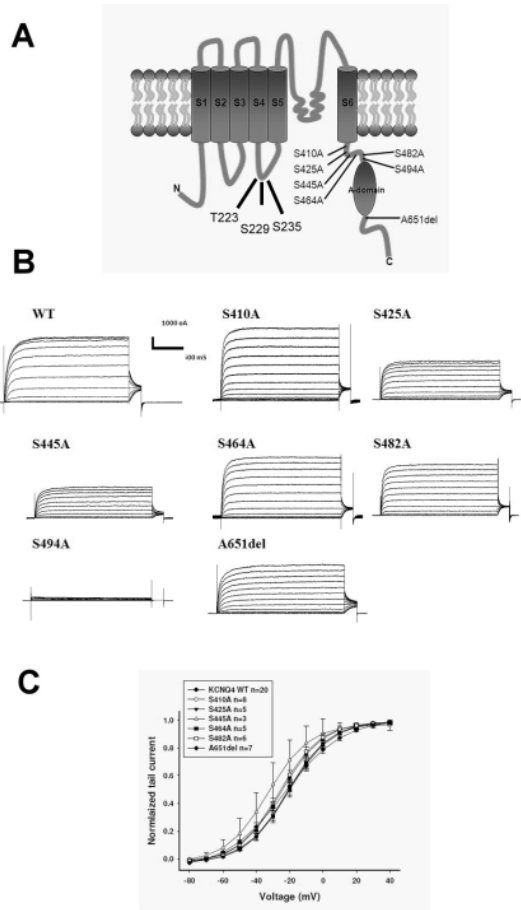 A
S1 S2 S3 S4 S5 S6
S410A
S425A
S445A
S464A
S482A
S494A
A-domain
N
T223
S229
S235
A651del
C
B
WT
1000 nA
S410A
S425A
S445A
S464A
S482A
S494A
A651del
C
KCNQ4 WT n=20
S410A n=8
S425A n=5
S445A n=3
S464A n=5
S482A n=6
A651del n=7
Normlaized tail current
1.0
0.8
0.6
0.4
0.2
0.0
-80 -60 -40 -20 0 20 40
Voltage (mV)